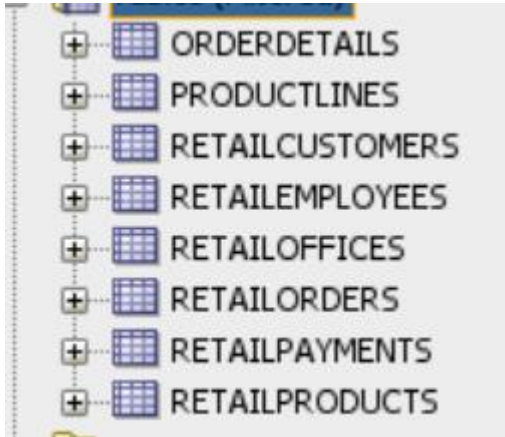 ORDERDETAILS
PRODUCTLINES
RETAILCUSTOMERS
RETAILEMPLOYEES
RETAILOFFICES
RETAILORDERS
RETAILPAYMENTS
RETAILPRODUCTS